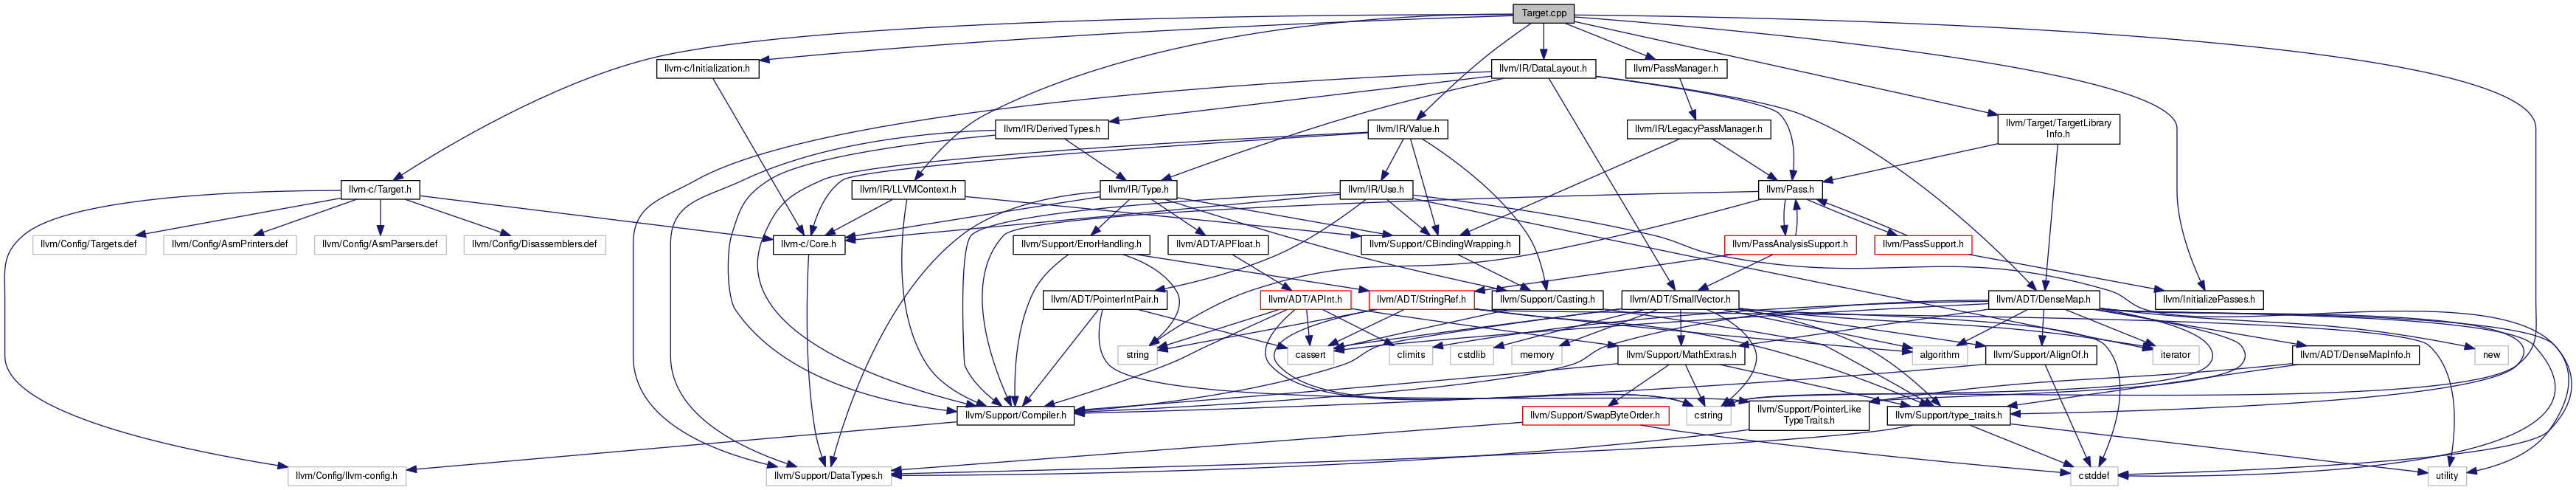 Target.cpp
llvm-c/Initialization.h
llvm/IR/DataLayout.h
llvm/PassManager.h
llvm/IR/DerivedTypes.h
llvm/IR/Value.h
llvm/IR/LegacyPassManager.h
llvm/Target/TargetLibrary
Info.h
llvm-c/Target.h
llvm/IR/LLVMContext.h
llvm/IR/Type.h
llvm/IR/Use.h
llvm/Pass.h
llvm/Config/Targets.def
llvm/Config/AsmPrinters.def
llvm/Config/AsmParsers.def
llvm/Config/Disassemblers.def
llvm-c/Core.h
llvm/Support/ErrorHandling.h
llvm/ADT/APFloat.h
llvm/Support/CBindingWrapping.h
llvm/PassAnalysisSupport.h
llvm/PassSupport.h
llvm/ADT/PointerIntPair.h
llvm/ADT/APInt.h
llvm/ADT/StringRef.h
llvm/Support/Casting.h
llvm/ADT/SmallVector.h
llvm/ADT/DenseMap.h
llvm/InitializePasses.h
string
cassert
climits
cstdlib
memory
llvm/Support/MathExtras.h
algorithm
llvm/Support/AlignOf.h
iterator
llvm/ADT/DenseMapInfo.h
new
llvm/Support/Compiler.h
llvm/Support/SwapByteOrder.h
cstring
llvm/Support/PointerLike
TypeTraits.h
llvm/Support/type_traits.h
llvm/Config/llvm-config.h
llvm/Support/DataTypes.h
cstddef
utility